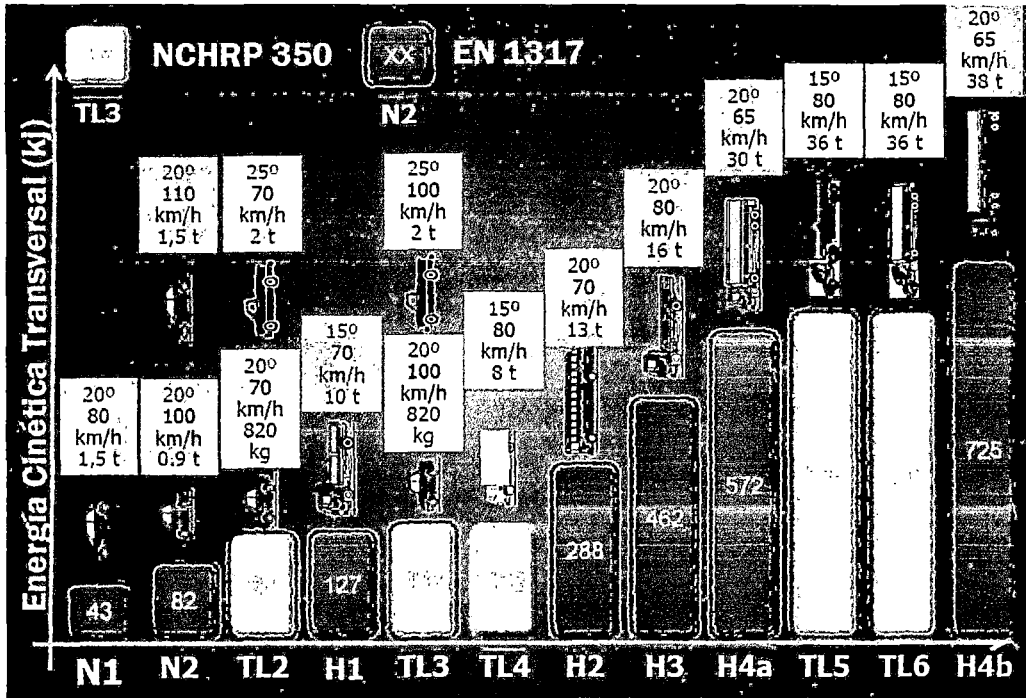 NCHRP 350
XX
EN 1317
TL3
N2
Energía Cinética Transversal (kj)
20º
80
km/h
1,5 t
20º
110
km/h
1,5 t
20º
100
km/h
0.9 t
25º
70
km/h
2 t
20º
70
km/h
820
kg
15º
70
km/h
10 t
25º
100
km/h
2 t
20º
100
km/h
820
kg
15º
80
km/h
8 t
20º
70
km/h
13 t
20º
80
km/h
16 t
20º
65
km/h
30 t
15º
80
km/h
36 t
15º
80
km/h
36 t
20º
65
km/h
38 t
43
82
127
288
462
572
725
N1
N2
TL2
H1
TL3
TL4
H2
H3
H4a
TL5
TL6
H4b